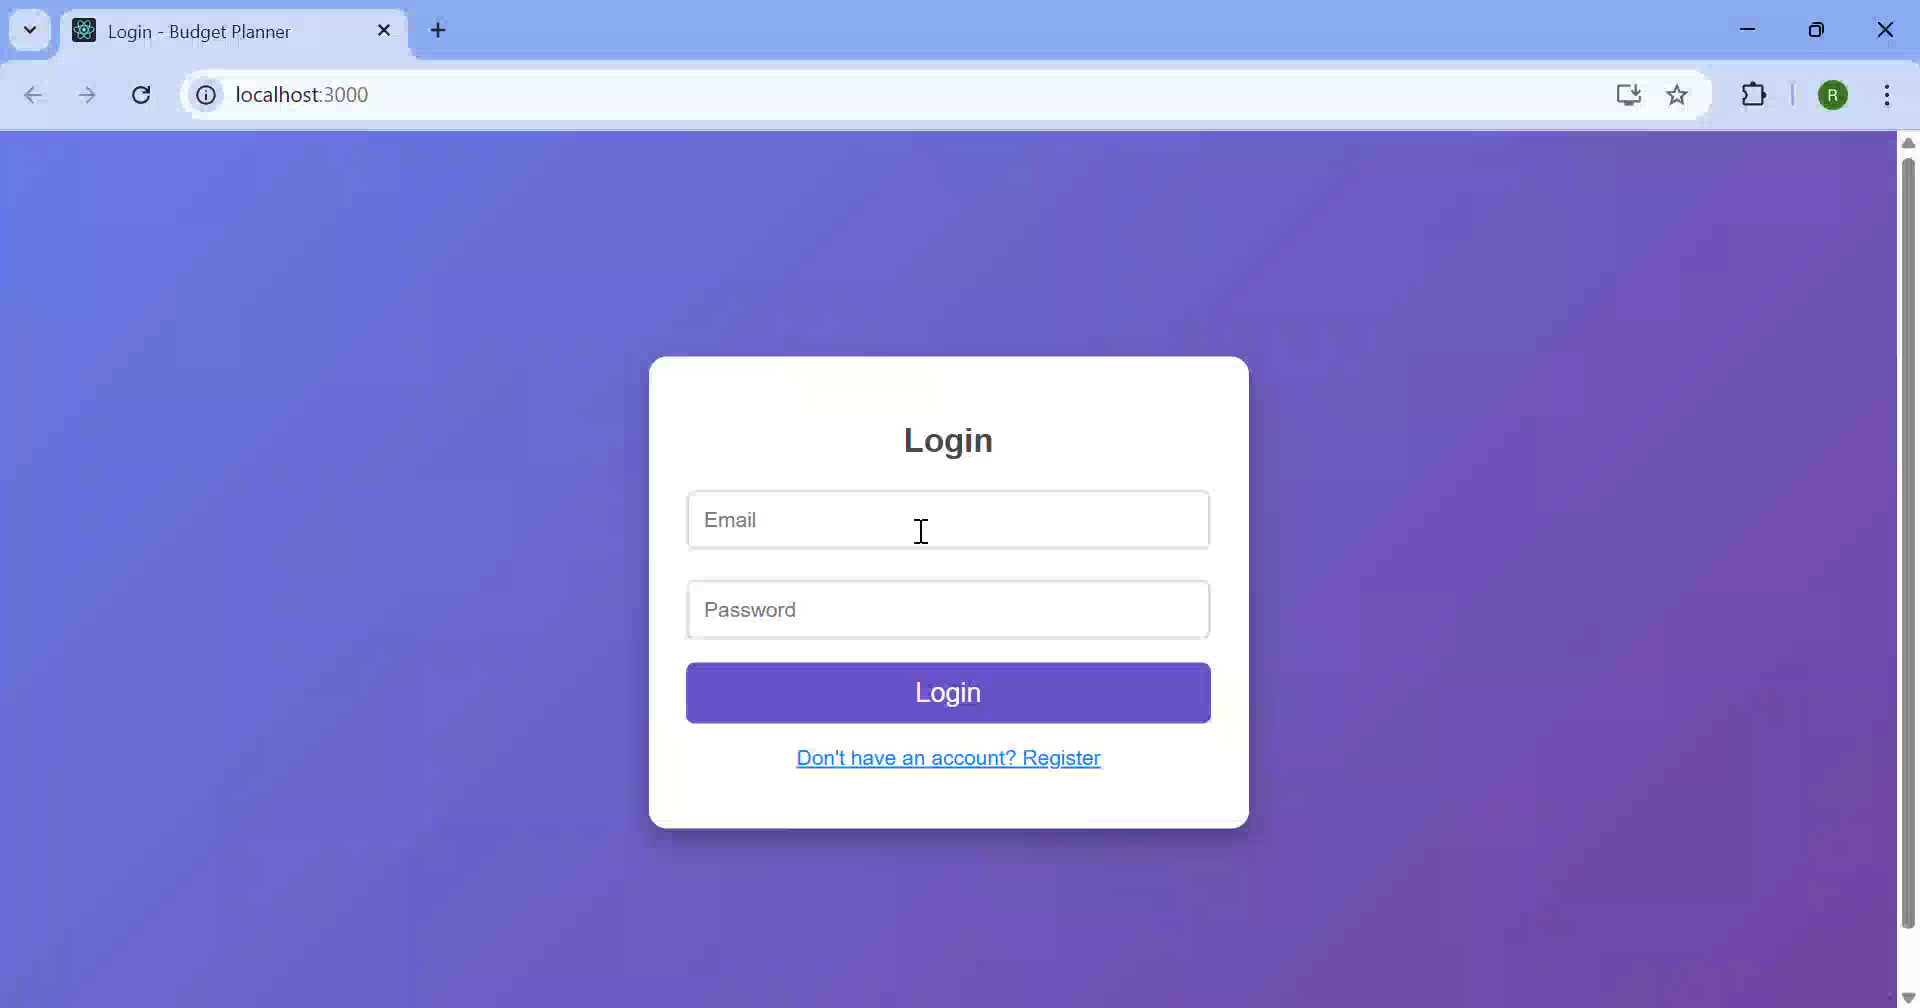 Login - Budget Planner
localhost:3000
R
Login
Email
Password
Login
Don't have an account? Register